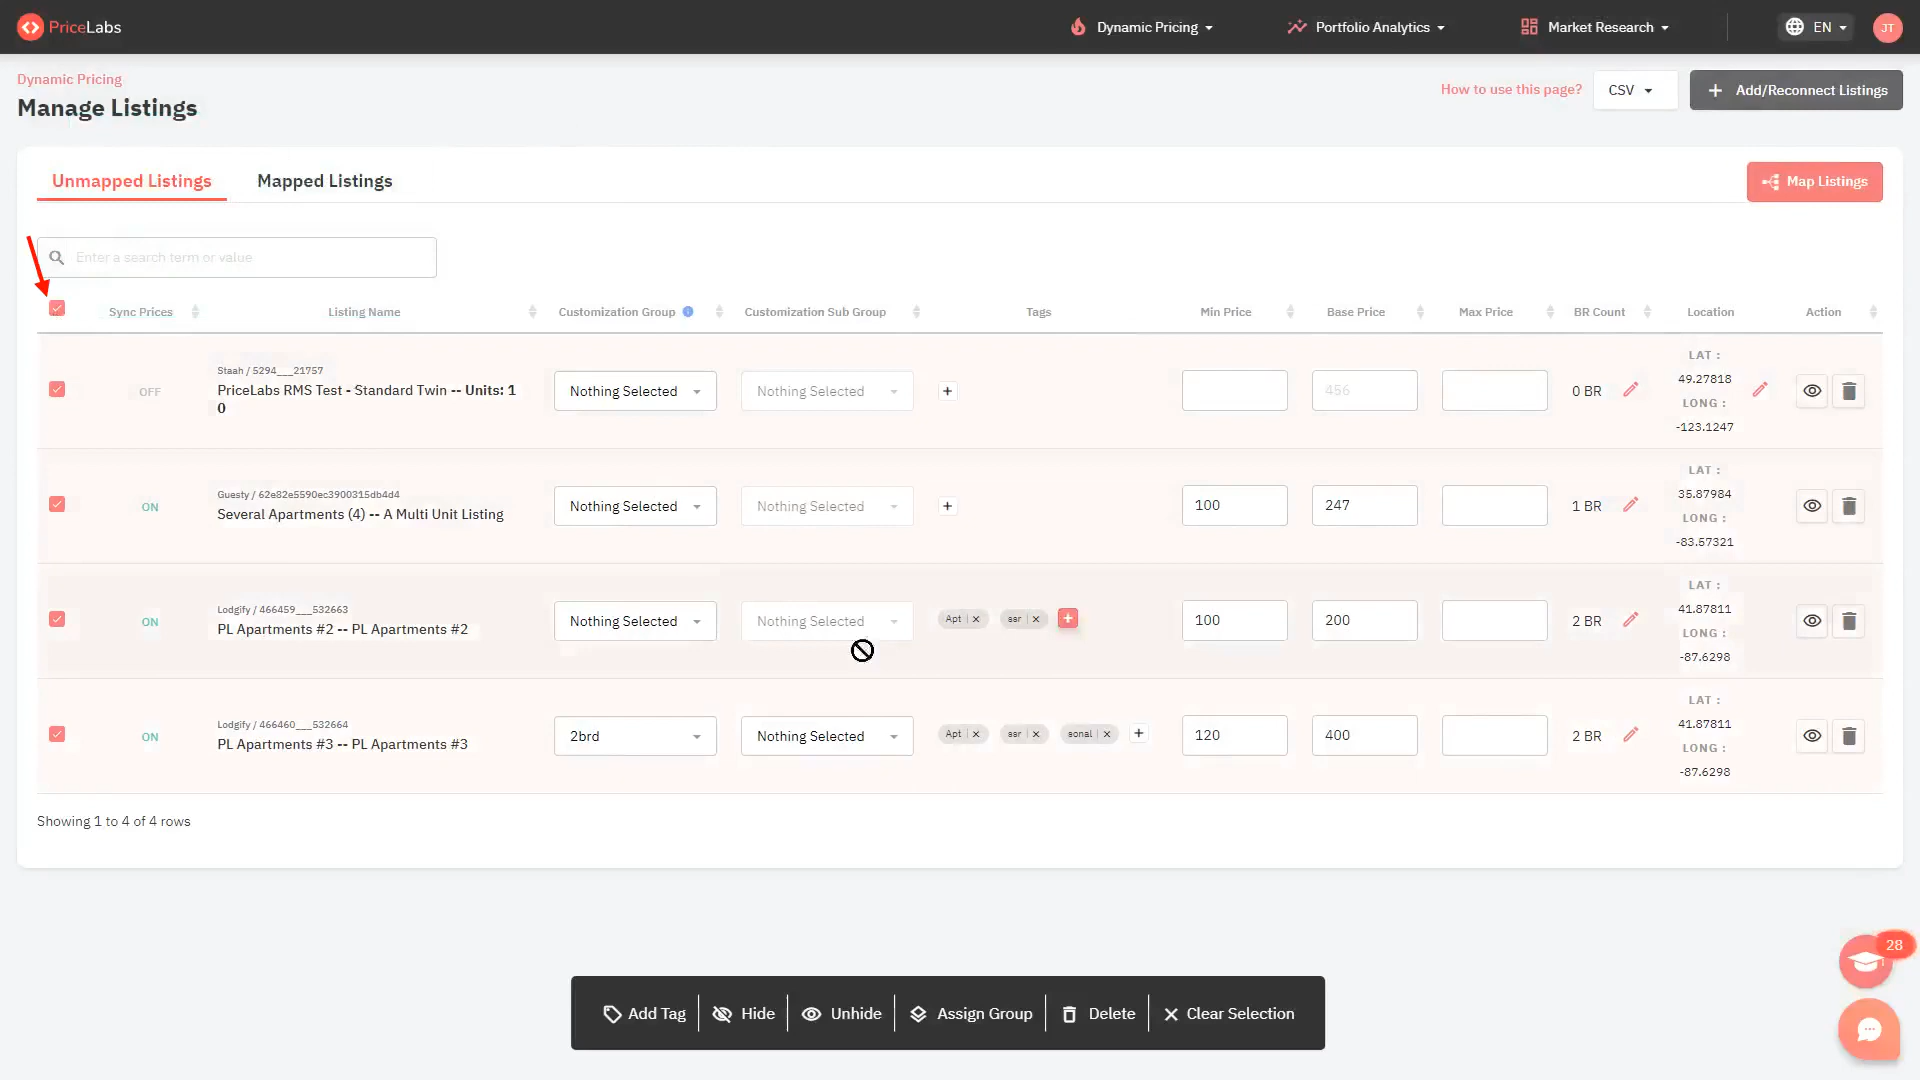 PriceLabs
Dynamic Pricing
Portfolio Analytics
Market Research
EN
JT
Dynamic Pricing
Manage Listings
How to use this page?
CSV
+ Add/Reconnect Listings
Unmapped Listings
Mapped Listings
Map Listings
Enter a search term or value
Sync Prices
Listing Name
Customization Group
Customization Sub Group
Tags
Min Price
Base Price
Max Price
BR Count
Location
Action
OFF
Staah / 5294___21757
PriceLabs RMS Test - Standard Twin -- Units: 1
0
Nothing Selected
Nothing Selected
+
456
0 BR
LAT :
49.27818
LONG :
-123.1247
ON
Guesty / 62e82e5590ec3900315db4d4
Several Apartments (4) -- A Multi Unit Listing
Nothing Selected
Nothing Selected
+
100
247
1 BR
LAT :
35.87984
LONG :
-83.57321
ON
Lodgify / 466459___532663
PL Apartments #2 -- PL Apartments #2
Nothing Selected
Nothing Selected
Apt | ×
ssr | ×
+
100
200
2 BR
LAT :
41.87811
LONG :
-87.6298
ON
Lodgify / 466460___532664
PL Apartments #3 -- PL Apartments #3
2brd
Nothing Selected
Apt | ×
ssr | ×
sonal | ×
+
120
400
2 BR
LAT :
41.87811
LONG :
-87.6298
Showing 1 to 4 of 4 rows
28
Add Tag
Hide
Unhide
Assign Group
Delete
Clear Selection